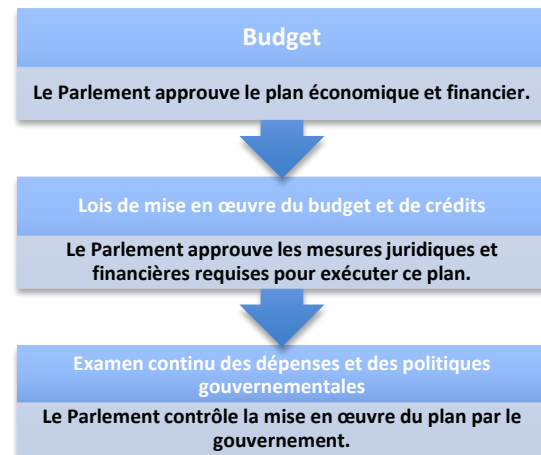 Budget
Le Parlement approuve le plan économique et financier.
Lois de mise en œuvre du budget et de crédits
Le Parlement approuve les mesures juridiques et
financières requises pour exécuter ce plan.
Examen continu des dépenses et des politiques
gouvernementales
Le Parlement contrôle la mise en œuvre du plan par le
gouvernement.